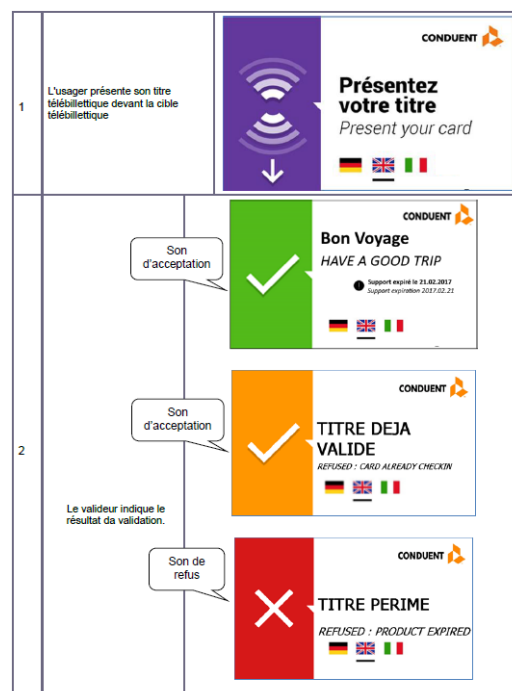 1
L'usager présente son titre
télébillettique devant la cible
télébillettique
CONDUENT
Présentez
votre titre
Present your card
2
Le valideur indique le
résultat da validation.
Son
d'acceptation
CONDUENT
Bon Voyage
HAVE A GOOD TRIP
Support expiré le 21.02.2017
Support expiration 2017.02.21
Son
d'acceptation
CONDUENT
TITRE DEJA
VALIDE
REFUSED : CARD ALREADY CHECKIN
Son de
refus
CONDUENT
TITRE PERIME
REFUSED : PRODUCT EXPIRED